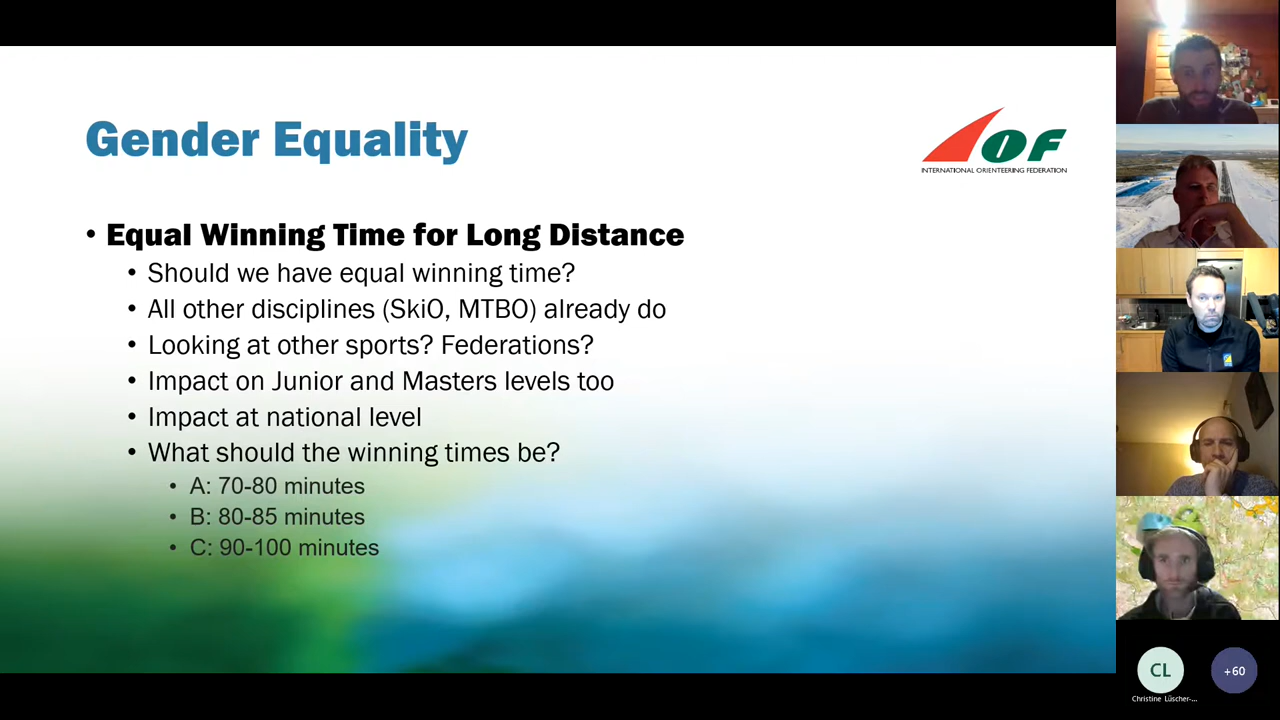 Gender Equality
IOF
INTERNATIONAL ORIENTEERING FEDERATION
• Equal Winning Time for Long Distance
• Should we have equal winning time?
• All other disciplines (SkiO, MTBO) already do
• Looking at other sports? Federations?
• Impact on Junior and Masters levels too
• Impact at national level
• What should the winning times be?
• A: 70-80 minutes
• B: 80-85 minutes
• C: 90-100 minutes
CL
+60
Christine Lüscher-...